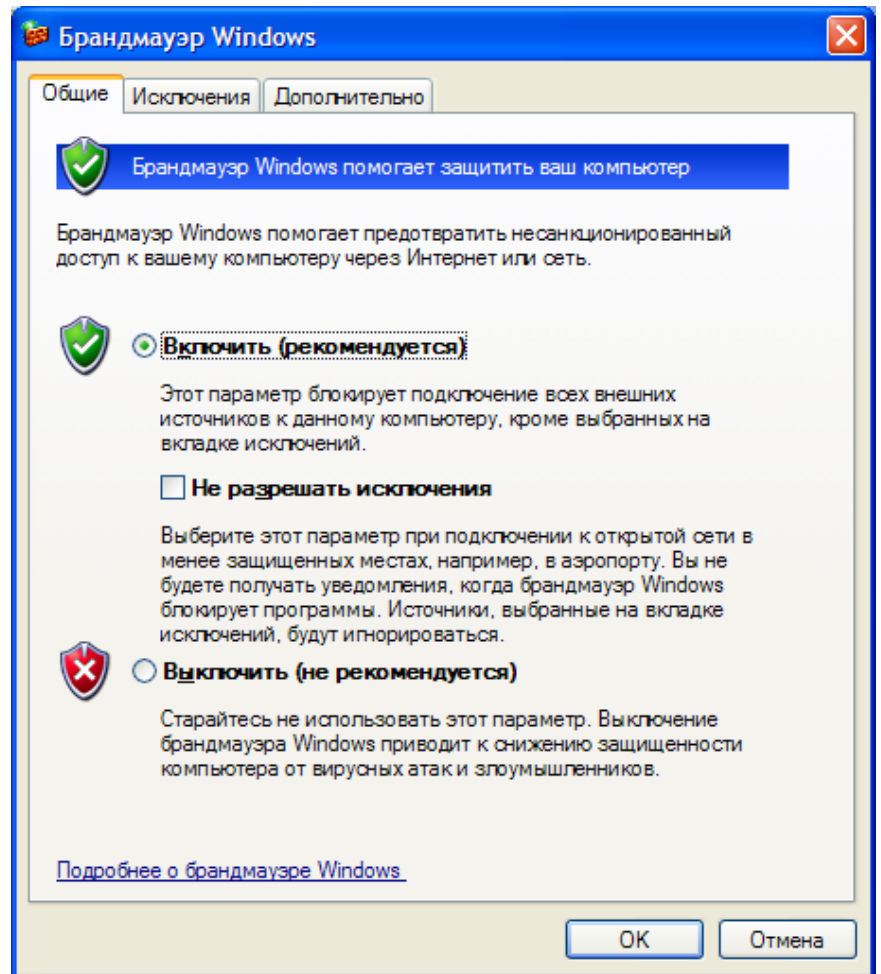 Брандмауэр Windows
Общие Исключения Дополнительно
Брандмауэр Windows помогает защитить ваш компьютер
Брандмауэр Windows помогает предотвратить несанкционированный
доступ к вашему компьютеру через Интернет или сеть.
Включить (рекомендуется)
Этот параметр блокирует подключение всех внешних
источников к данному компьютеру, кроме выбранных на
вкладке исключений.
Не разрешать исключения
Выберите этот параметр при подключении к открытой сети в
менее защищенных местах, например, в аэропорту. Вы не
будете получать уведомления, когда брандмауэр Windows
блокирует программы. Источники, выбранные на вкладке
исключений, будут игнорироваться.
Выключить (не рекомендуется)
Старайтесь не использовать этот параметр. Выключение
брандмауэра Windows приводит к снижению защищенности
компьютера от вирусных атак и злоумышленников.
Подробнее о брандмауэре Windows
OK Отмена